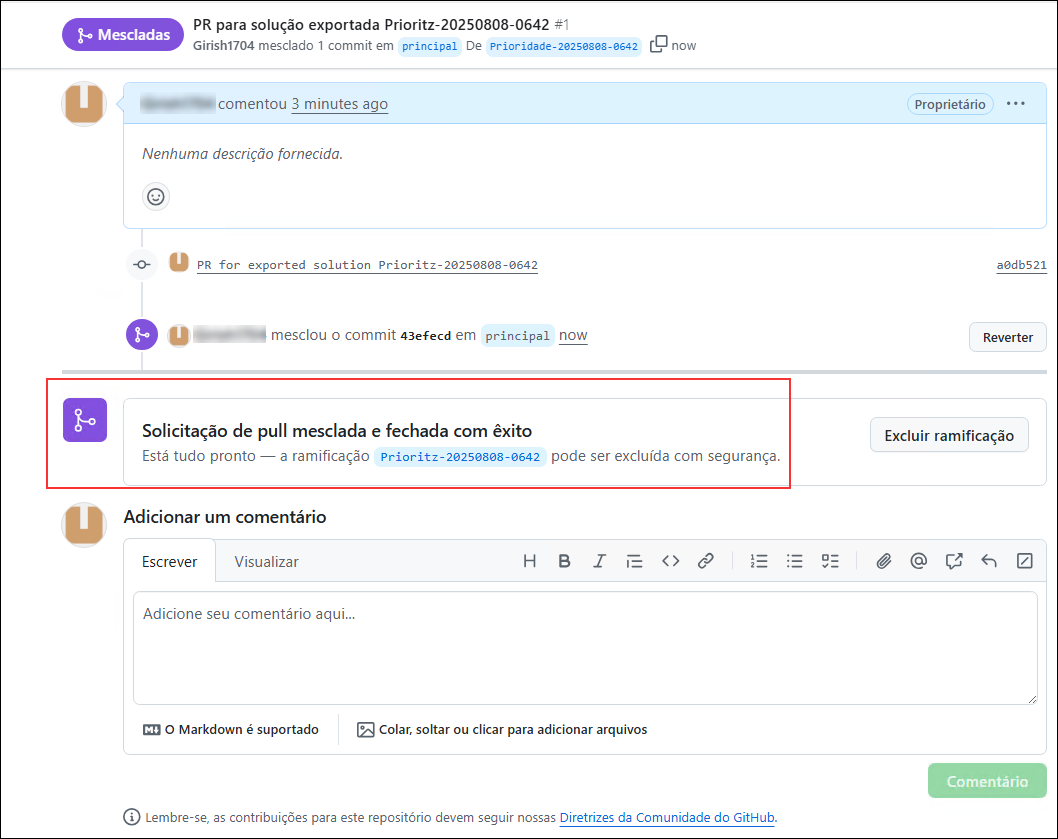 Mescladas
PR para solução exportada Prioritz-20250808-0642 #1
Girish1704 mesclado 1 commit em principal De Prioridade-20250808-0642 now
comentou 3 minutes ago
Proprietário
Nenhuma descrição fornecida.
PR for exported solution Prioritz-20250808-0642
a0db521
mesclou o commit 43efecd em principal now
Reverter
Solicitação de pull mesclada e fechada com êxito
Está tudo pronto — a ramificação Prioritz-20250808-0642 pode ser excluída com segurança.
Excluir ramificação
Adicionar um comentário
Escrever
Visualizar
Adicione seu comentário aqui...
O Markdown é suportado
Colar, soltar ou clicar para adicionar arquivos
Comentário
Lembre-se, as contribuições para este repositório devem seguir nossas Diretrizes da Comunidade do GitHub.